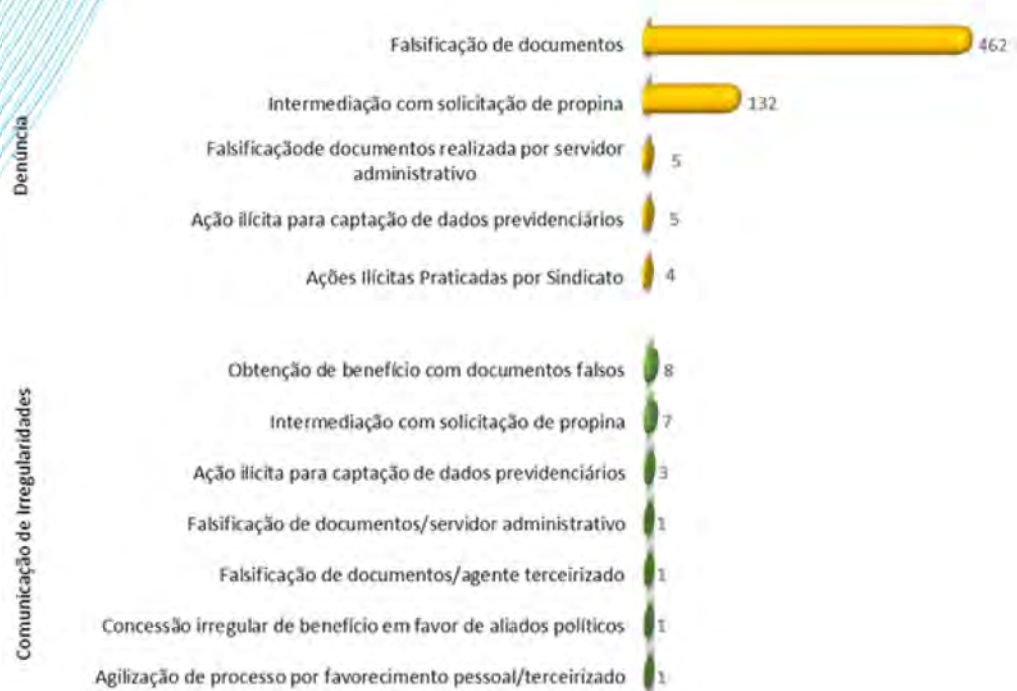 Denúncia
Falsificação de documentos 462
Intermediação com solicitação de propina 132
Falsificaçãode documentos realizada por servidor
administrativo 5
Ação ilícita para captação de dados previdenciários 5
Ações Ilícitas Praticadas por Sindicato 4
Comunicação de Irregularidades
Obtenção de benefício com documentos falsos 8
Intermediação com solicitação de propina 7
Ação ilicita para captação de dados previdenciários 3
Falsificação de documentos/servidor administrativo 1
Falsificação de documentos/agente terceirizado 1
Concessão irregular de benefício em favor de aliados políticos 1
Agilização de processo por favorecimento pessoal/terceirizado 1